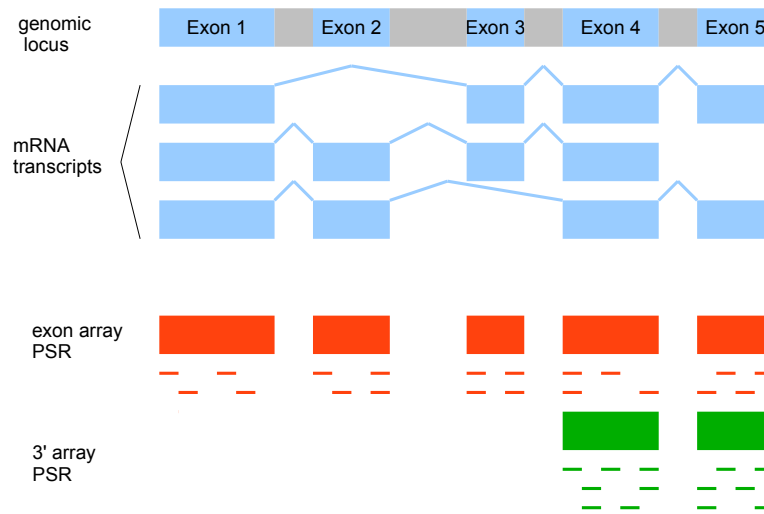 genomic
locus
Exon 1 Exon 2 Exon 3 Exon 4 Exon 5
mRNA
transcripts
exon array
PSR
3' array
PSR